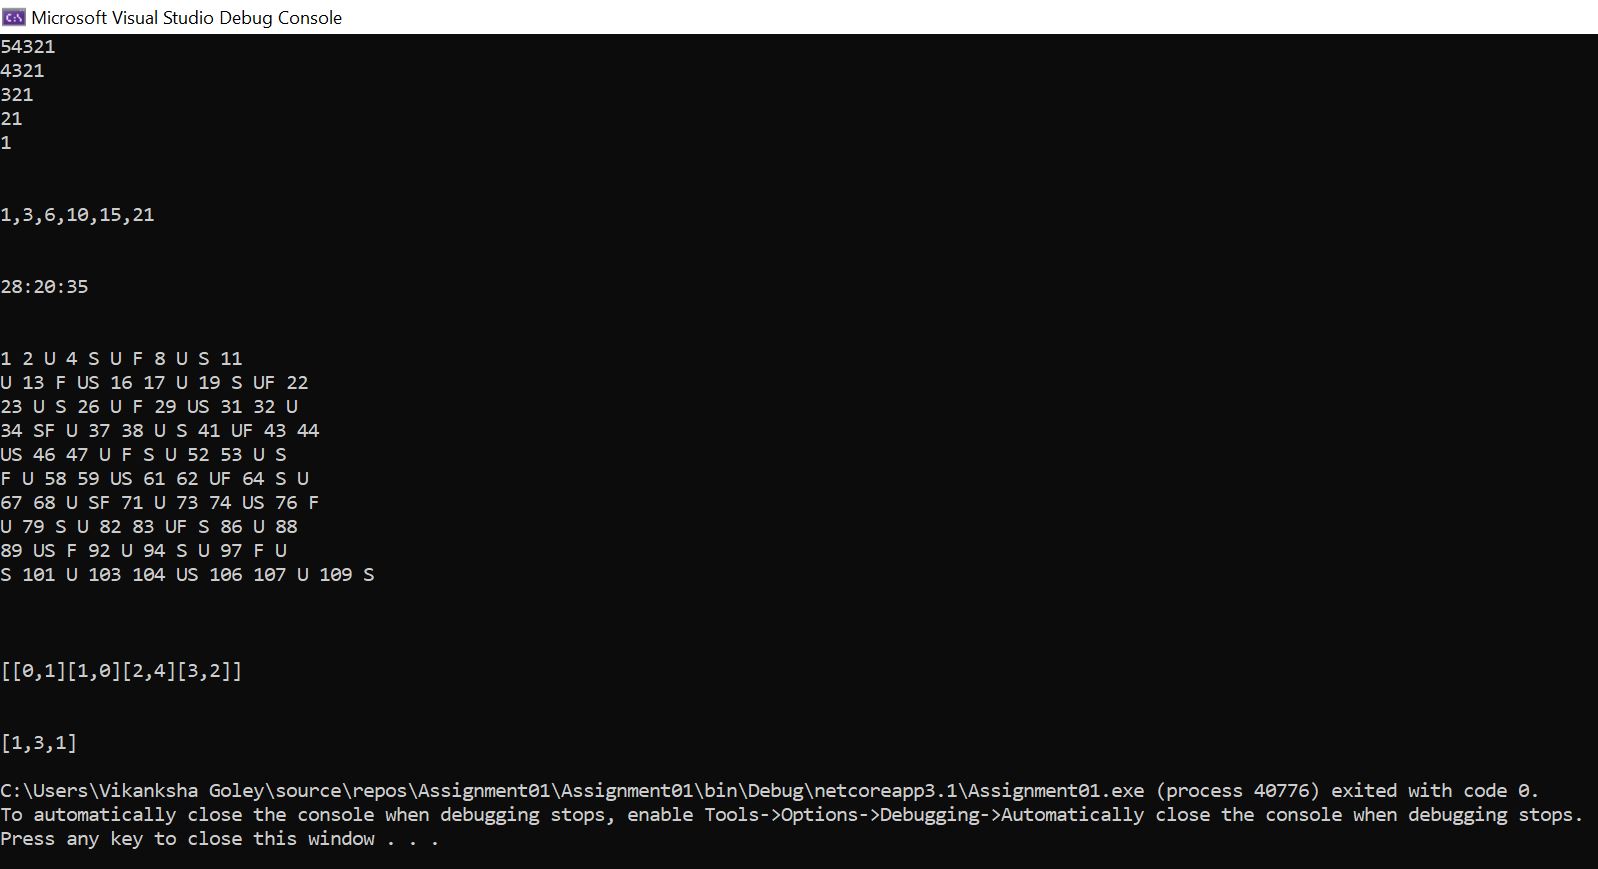 Microsoft Visual Studio Debug Console
54321
4321
321
21
1
1,3,6,10,15,21
28:20:35
1 2 U 4 S U F 8 U S 11
U 13 F US 16 17 U 19 S UF 22
23 U S 26 U F 29 US 31 32 U
34 SF U 37 38 U S 41 UF 43 44
US 46 47 U F S U 52 53 U S
F U 58 59 US 61 62 UF 64 S U
67 68 U SF 71 U 73 74 US 76 F
U 79 S U 82 83 UF S 86 U 88
89 US F 92 U 94 S U 97 F U
S 101 U 103 104 US 106 107 U 109 S
[[0,1][1,0][2,4][3,2]]
[1,3,1]
C:\Users\Vikanksha Goley\source\repos\Assignment01\Assignment01\bin\Debug\netcoreapp3.1\Assignment01.exe (process 40776) exited with code 0.
To automatically close the console when debugging stops, enable Tools->Options->Debugging->Automatically close the console when debugging stops.
Press any key to close this window . . .